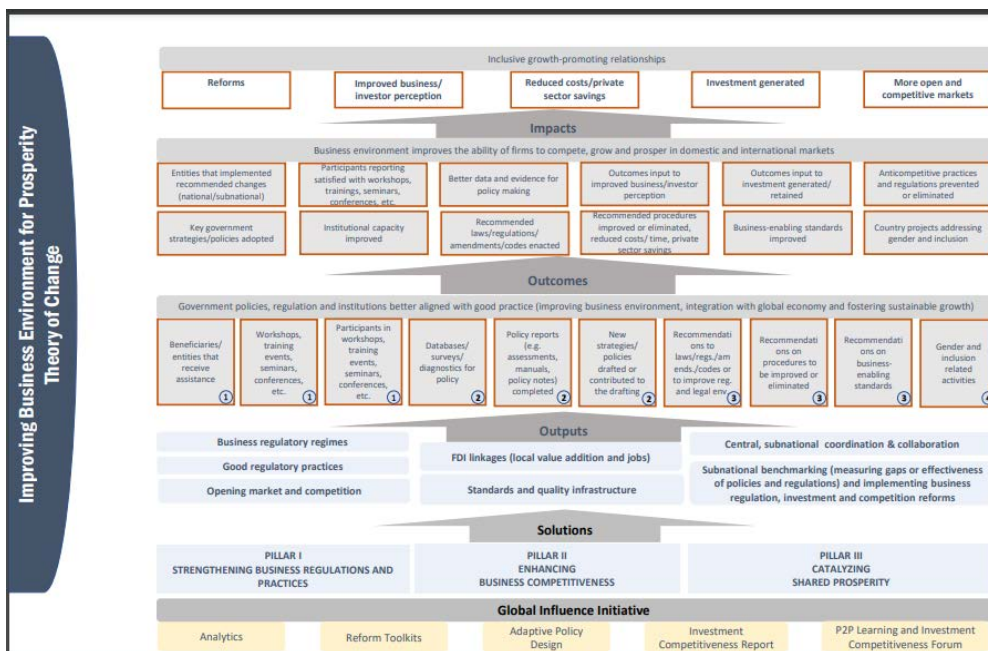 Improving Business Environment for Prosperity
Theory of Change
Inclusive growth-promoting relationships
Reforms
Improved business/
investor perception
Reduced costs/private
sector savings
Investment generated
More open and
competitive markets
Impacts
Business environment improves the ability of firms to compete, grow and prosper in domestic and international markets
Entities that implemented
recommended changes
(national/subnational)
Participants reporting
satisfied with workshops,
trainings, seminars,
conferences, etc.
Better data and evidence for
policy making
Outcomes input to
improved business/investor
perception
Outcomes input to
investment generated/
retained
Anticompetitive practices
and regulations prevented
or eliminated
Key government
strategies/policies adopted
Institutional capacity
improved
Recommended
laws/regulations/
amendments/codes enacted
Recommended procedures
improved or eliminated,
reduced costs/ time, private
sector savings
Business-enabling standards
improved
Country projects addressing
gender and inclusion
Outcomes
Government policies, regulation and institutions better aligned with good practice (improving business environment, integration with global economy and fostering sustainable growth)
Beneficiaries/
entities that
receive
assistance
1
Workshops,
training
events,
seminars,
conferences,
etc.
1
Participants in
workshops,
training
events,
seminars,
conferences,
etc.
1
Databases/
surveys/
diagnostics for
policy
2
Policy reports (e.g.
assessments,
manuals,
policy notes)
completed
2
New
strategies/
policies
drafted or
contributed to
the drafting
2
Recommendati
ons to
laws/regs./am
ends./codes or
to improve reg.
and legal env.
3
Recommendati
ons on
procedures to
be improved or
eliminated
3
Recommendati
ons on
business-
enabling
standards
3
Gender and
inclusion
related
activities
4
Outputs
Business regulatory regimes
Good regulatory practices
Opening market and competition
FDI linkages (local value addition and jobs)
Standards and quality infrastructure
Central, subnational coordination & collaboration
Subnational benchmarking (measuring gaps or effectiveness
of policies and regulations) and implementing business
regulation, investment and competition reforms
Solutions
PILLAR I
STRENGTHENING BUSINESS REGULATIONS AND
PRACTICES
PILLAR II
ENHANCING
BUSINESS COMPETITIVENESS
PILLAR III
CATALYZING
SHARED PROSPERITY
Global Influence Initiative
Analytics
Reform Toolkits
Adaptive Policy
Design
Investment
Competitiveness Report
P2P Learning and Investment
Competitiveness Forum